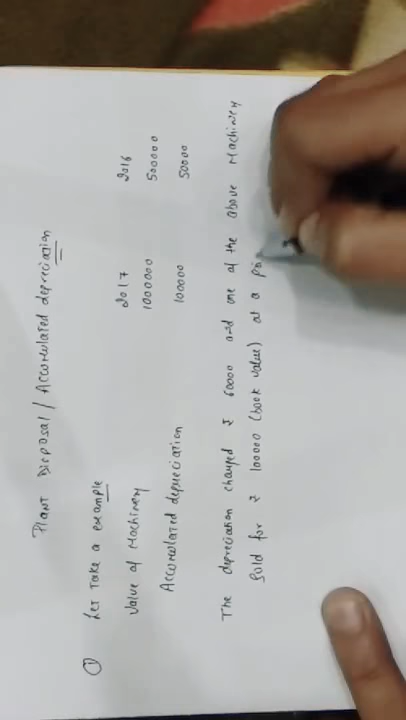 PLANT DISPOSAL / ACCUMULATED depreciation
① LET TAKE a example
2017 2016
Value of Machinery 1000000 500000
Accumulated depreciation 100000 50000
The depreciation charged ₹ 60000 and one of the above Machinery
Sold for ₹ 100000 (book value) at a